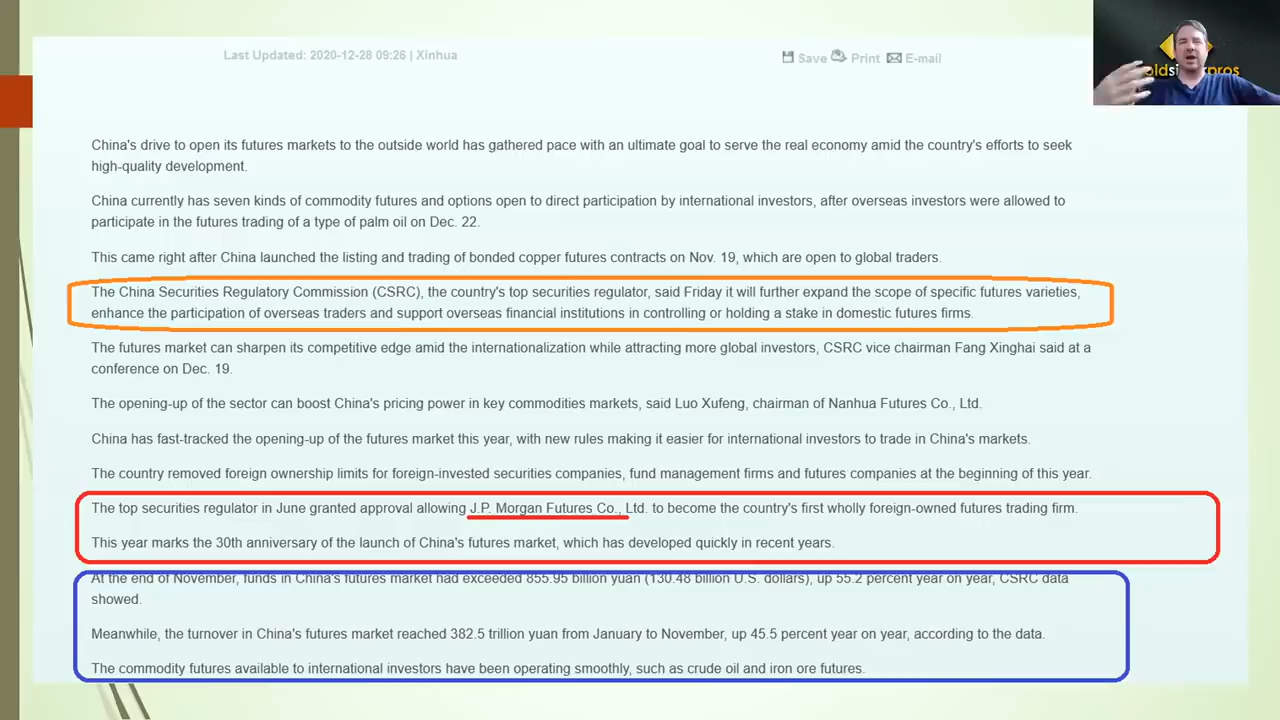 Last Updated: 2020-12-28 09:26 | Xinhua
Save Print E-mail
China's drive to open its futures markets to the outside world has gathered pace with an ultimate goal to serve the real economy amid the country's efforts to seek
high-quality development.
China currently has seven kinds of commodity futures and options open to direct participation by international investors, after overseas investors were allowed to
participate in the futures trading of a type of palm oil on Dec. 22.
This came right after China launched the listing and trading of bonded copper futures contracts on Nov. 19, which are open to global traders.
The China Securities Regulatory Commission (CSRC), the country's top securities regulator, said Friday it will further expand the scope of specific futures varieties,
enhance the participation of overseas traders and support overseas financial institutions in controlling or holding a stake in domestic futures firms.
The futures market can sharpen its competitive edge amid the internationalization while attracting more global investors, CSRC vice chairman Fang Xinghai said at a
conference on Dec. 19.
The opening-up of the sector can boost China's pricing power in key commodities markets, said Luo Xufeng, chairman of Nanhua Futures Co., Ltd.
China has fast-tracked the opening-up of the futures market this year, with new rules making it easier for international investors to trade in China's markets.
The country removed foreign ownership limits for foreign-invested securities companies, fund management firms and futures companies at the beginning of this year.
The top securities regulator in June granted approval allowing J.P. Morgan Futures Co., Ltd. to become the country's first wholly foreign-owned futures trading firm.
This year marks the 30th anniversary of the launch of China's futures market, which has developed quickly in recent years.
At the end of November, funds in China's futures market had exceeded 855.95 billion yuan (130.48 billion U.S. dollars), up 55.2 percent year on year, CSRC data
showed.
Meanwhile, the turnover in China's futures market reached 382.5 trillion yuan from January to November, up 45.5 percent year on year, according to the data.
The commodity futures available to international investors have been operating smoothly, such as crude oil and iron ore futures.